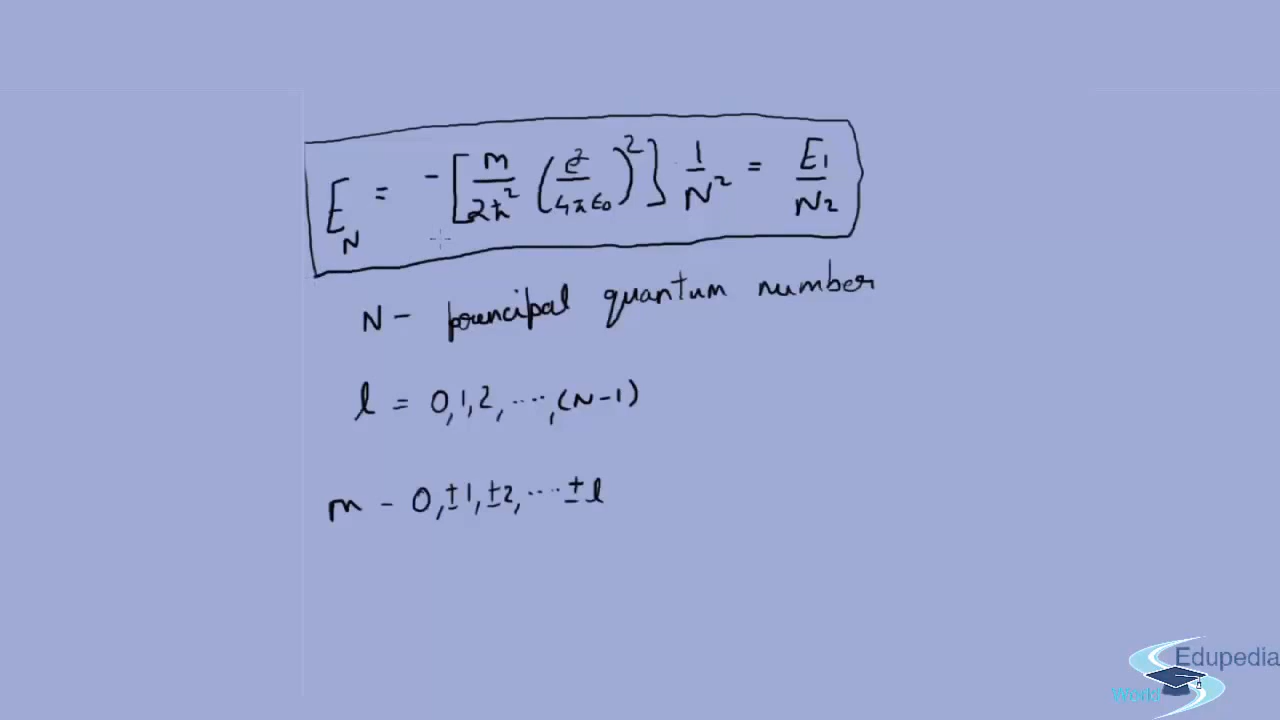 E_N = -[m/2ħ² (e²/4πε₀)²] 1/N² = E₁/N₂
N - principal quantum number
l = 0,1,2, ....,(N-1)
m - 0,±1,±2, .... ±l
Edupedia
World